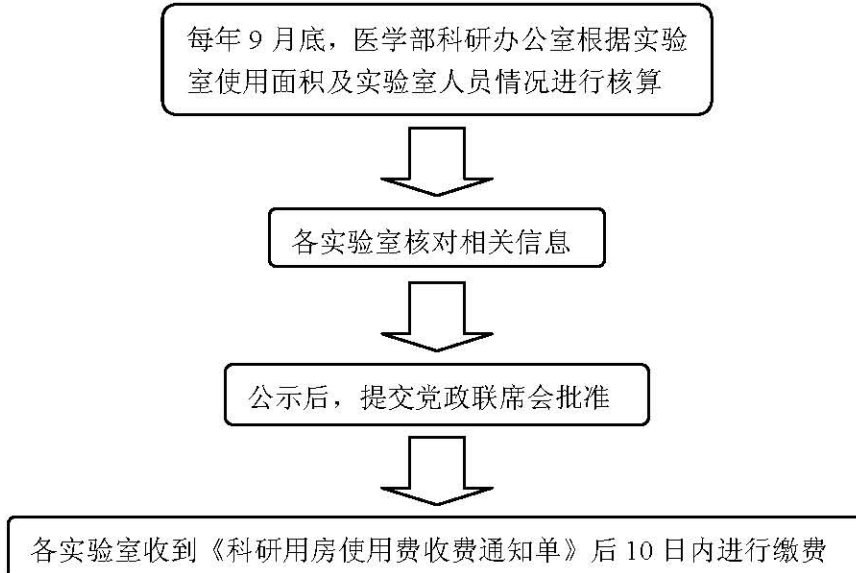 每年 9 月底，医学部科研办公室根据实验
室使用面积及实验室人员情况进行核算
各实验室核对相关信息
公示后，提交党政联席会批准
各实验室收到《科研用房使用费收费通知单》后 10 日内进行缴费